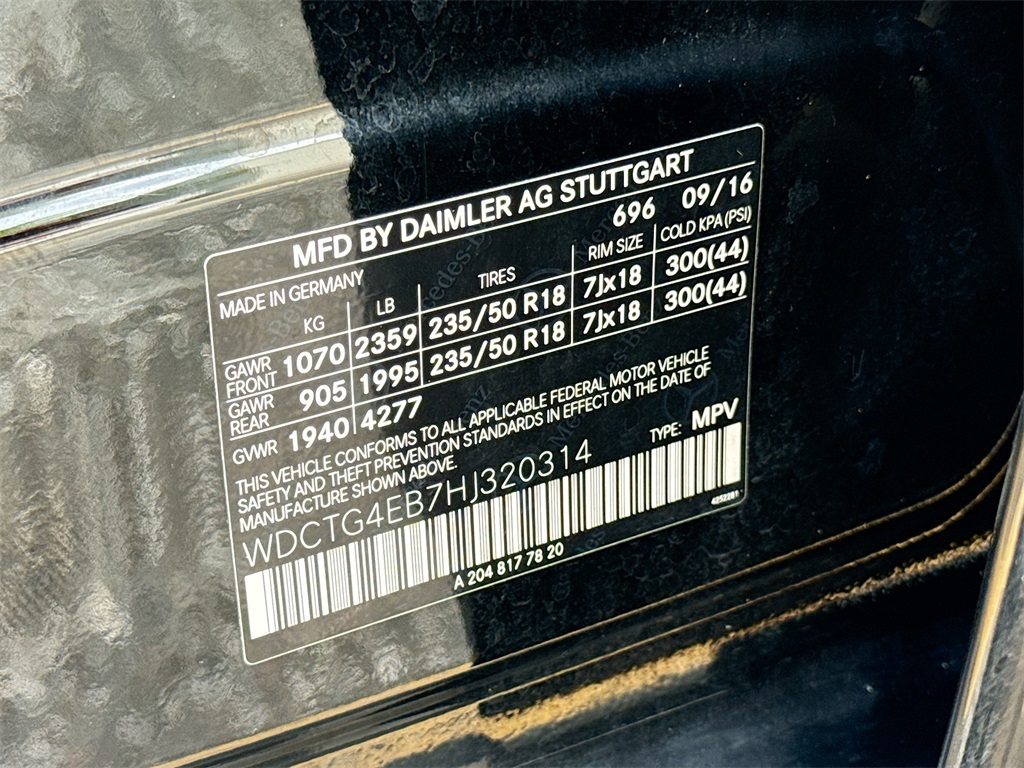 MFD BY DAIMLER AG STUTTGART
MADE IN GERMANY 696 09/16
KG LB TIRES RIM SIZE COLD KPA (PSI)
GAWR FRONT 1070 2359 235/50 R18 7Jx18 300(44)
GAWR REAR 905 1995 235/50 R18 7Jx18 300(44)
GVWR 1940 4277
THIS VEHICLE CONFORMS TO ALL APPLICABLE FEDERAL MOTOR VEHICLE
SAFETY AND THEFT PREVENTION STANDARDS IN EFFECT ON THE DATE OF
MANUFACTURE SHOWN ABOVE.
TYPE: MPV
WDCTG4EB7HJ320314
4252281
A 204 817 78 20